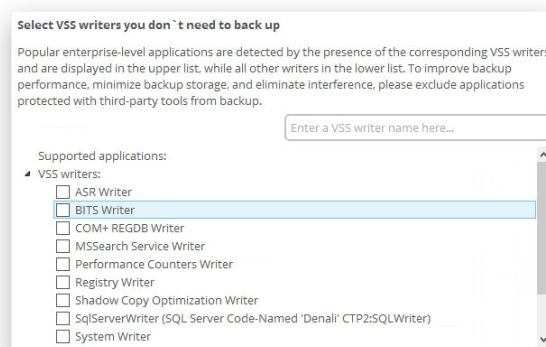 Select VSS writers you don`t need to back up
Popular enterprise-level applications are detected by the presence of the corresponding VSS writers
and are displayed in the upper list, while all other writers in the lower list. To improve backup
performance, minimize backup storage, and eliminate interference, please exclude applications
protected with third-party tools from backup.
Enter a VSS writer name here...
Supported applications:
VSS writers:
ASR Writer
BITS Writer
COM+ REGDB Writer
MSSearch Service Writer
Performance Counters Writer
Registry Writer
Shadow Copy Optimization Writer
SqlServerWriter (SQL Server Code-Named 'Denali' CTP2:SQLWriter)
System Writer